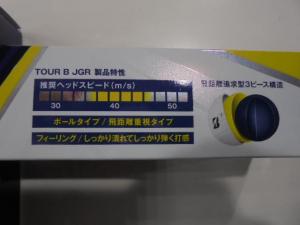 TOUR B JGR 製品特性
推奨ヘッドスピード(m/s)
30 40 50
ボールタイプ/飛距離重視タイプ
フィーリング/しっかり潰れてしっかり弾く打感
飛距離追求型3ピース構造
B